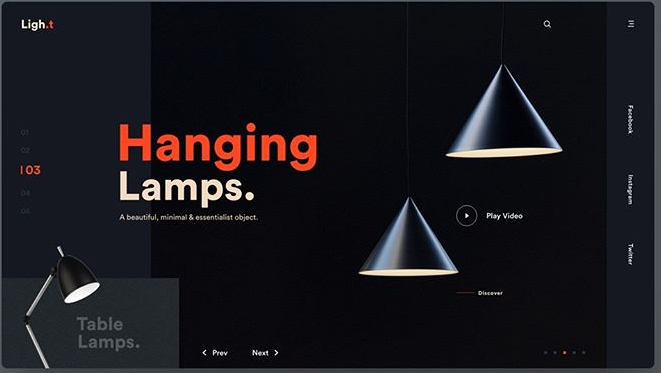 Ligh.t
01
02
03
04
05
Hanging
Lamps.
A beautiful, minimal & essentialist object.
Play Video
Discover
Table
Lamps.
Prev
Next
Facebook
Instagram
Twitter